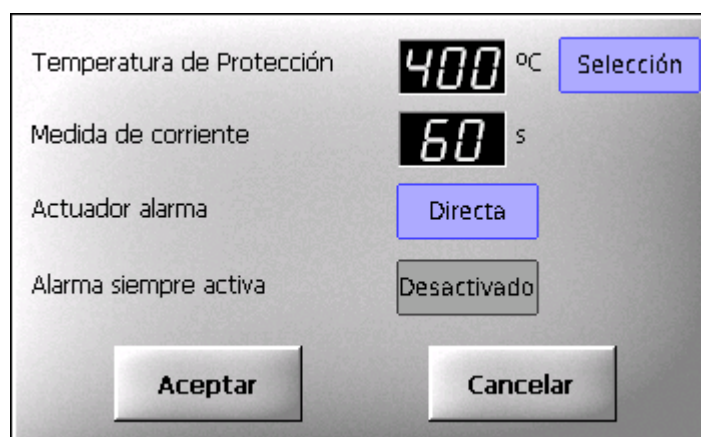 Temperatura de Protección 400 ºC Selección
Medida de corriente 60 s
Actuador alarma Directa
Alarma siempre activa Desactivado
Aceptar Cancelar